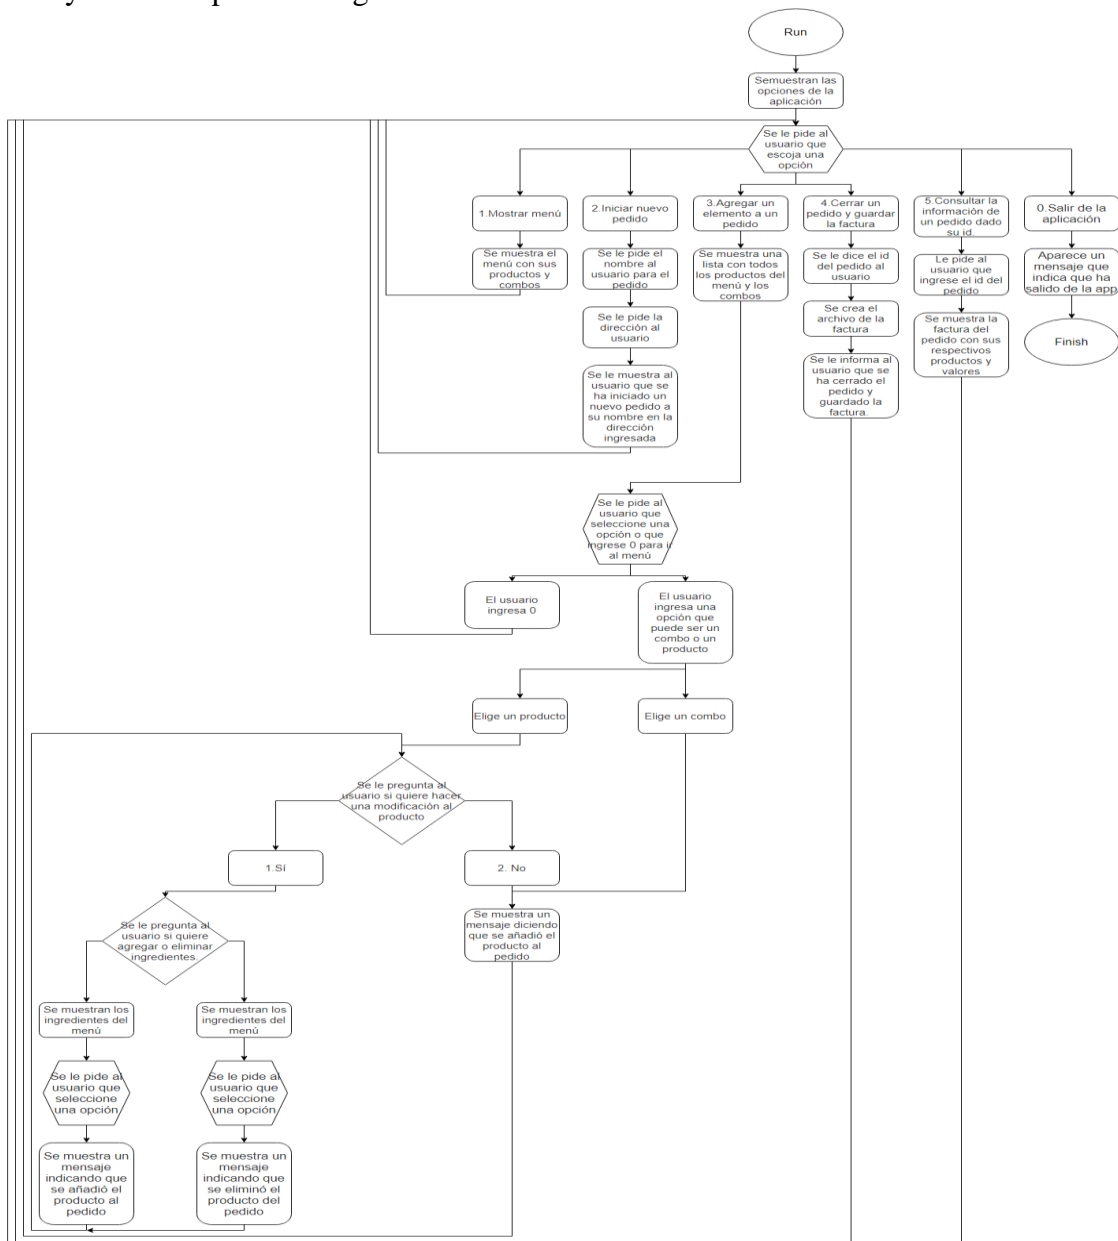 Run
Semuestran las
opciones de la
aplicación
Se le pide al
usuario que
escoja una
opción
1.Mostrar menú
2.Iniciar nuevo
pedido
3.Agregar un
elemento a un
pedido
4.Cerrar un
pedido y guardar
la factura
5.Consultar la
información de
un pedido dado
su id.
0.Salir de la
aplicación
Se muestra el
menú con sus
productos y
combos
Se le pide el
nombre al
usuario para el
pedido
Se muestra una
lista con todos
los productos del
menú y los
combos
Se le dice el id
del pedido al
usuario
Le pide al
usuario que
ingrese el id del
pedido
Aparece un
mensaje que
indica que ha
salido de la app
Se le pide la
dirección al
usuario
Se crea el
archivo de la
factura
Se muestra la
factura del
pedido con sus
respectivos
productos y
valores
Finish
Se le muestra al
usuario que se
ha iniciado un
nuevo pedido a
su nombre en la
dirección
ingresada
Se le informa al
usuario que se
ha cerrado el
pedido y
guardado la
factura.
Se le pide al
usuario que
seleccione una
opción o que
ingrese 0 para ir
al menú
El usuario
ingresa 0
El usuario
ingresa una
opción que
puede ser un
combo o un
producto
Elige un producto
Elige un combo
Se le pregunta al
usuario si quiere hacer
una modificación al
producto
1.Sí
2. No
Se le pregunta al
usuario si quiere
agregar o eliminar
ingredientes.
Se muestra un
mensaje diciendo
que se añadió el
producto al
pedido
Se muestran los
ingredientes del
menú
Se muestran los
ingredientes del
menú
Se le pide al
usuario que
seleccione
una opción
Se le pide al
usuario que
seleccione
una opción
Se muestra un
mensaje
indicando que
se añadió el
producto al
pedido
Se muestra un
mensaje
indicando que
se eliminó el
producto del
pedido